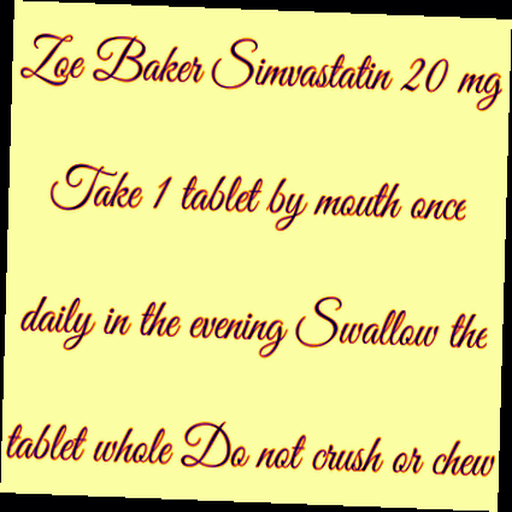 Zoe Baker Simvastatin 20 mg
Take 1 tablet by mouth once
daily in the evening Swallow the
tablet whole Do not crush or chew